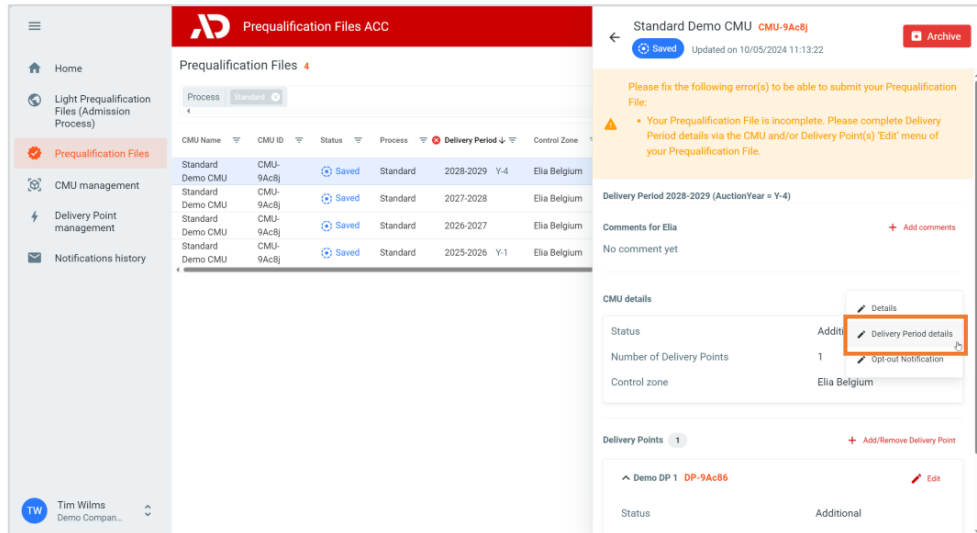 Prequalification Files ACC
Home
Light Prequalification
Files (Admission
Process)
Prequalification Files
CMU management
Delivery Point
management
Notifications history
TW
Tim Wilms
Demo Compan...
Prequalification Files 4
Process Standard
CMU Name CMU ID Status Process Delivery Period Control Zone
Standard Demo CMU CMU-9Ac8j Saved Standard 2028-2029 Y-4 Elia Belgium
Standard Demo CMU CMU-9Ac8j Saved Standard 2027-2028 Elia Belgium
Standard Demo CMU CMU-9Ac8j Saved Standard 2026-2027 Elia Belgium
Standard Demo CMU CMU-9Ac8j Saved Standard 2025-2026 Y-1 Elia Belgium
Standard Demo CMU CMU-9Ac8j
Saved Updated on 10/05/2024 11:13:22
Archive
Please fix the following error(s) to be able to submit your Prequalification
File:
• Your Prequalification File is incomplete. Please complete Delivery
Period details via the CMU and/or Delivery Point(s) 'Edit' menu of
your Prequalification File.
Delivery Period 2028-2029 (AuctionYear = Y-4)
Comments for Elia + Add comments
No comment yet
CMU details
Details
Delivery Period details
Opt-out Notification
Status Additi
Number of Delivery Points 1
Control zone Elia Belgium
Delivery Points 1 + Add/Remove Delivery Point
Demo DP 1 DP-9Ac86 Edit
Status Additional